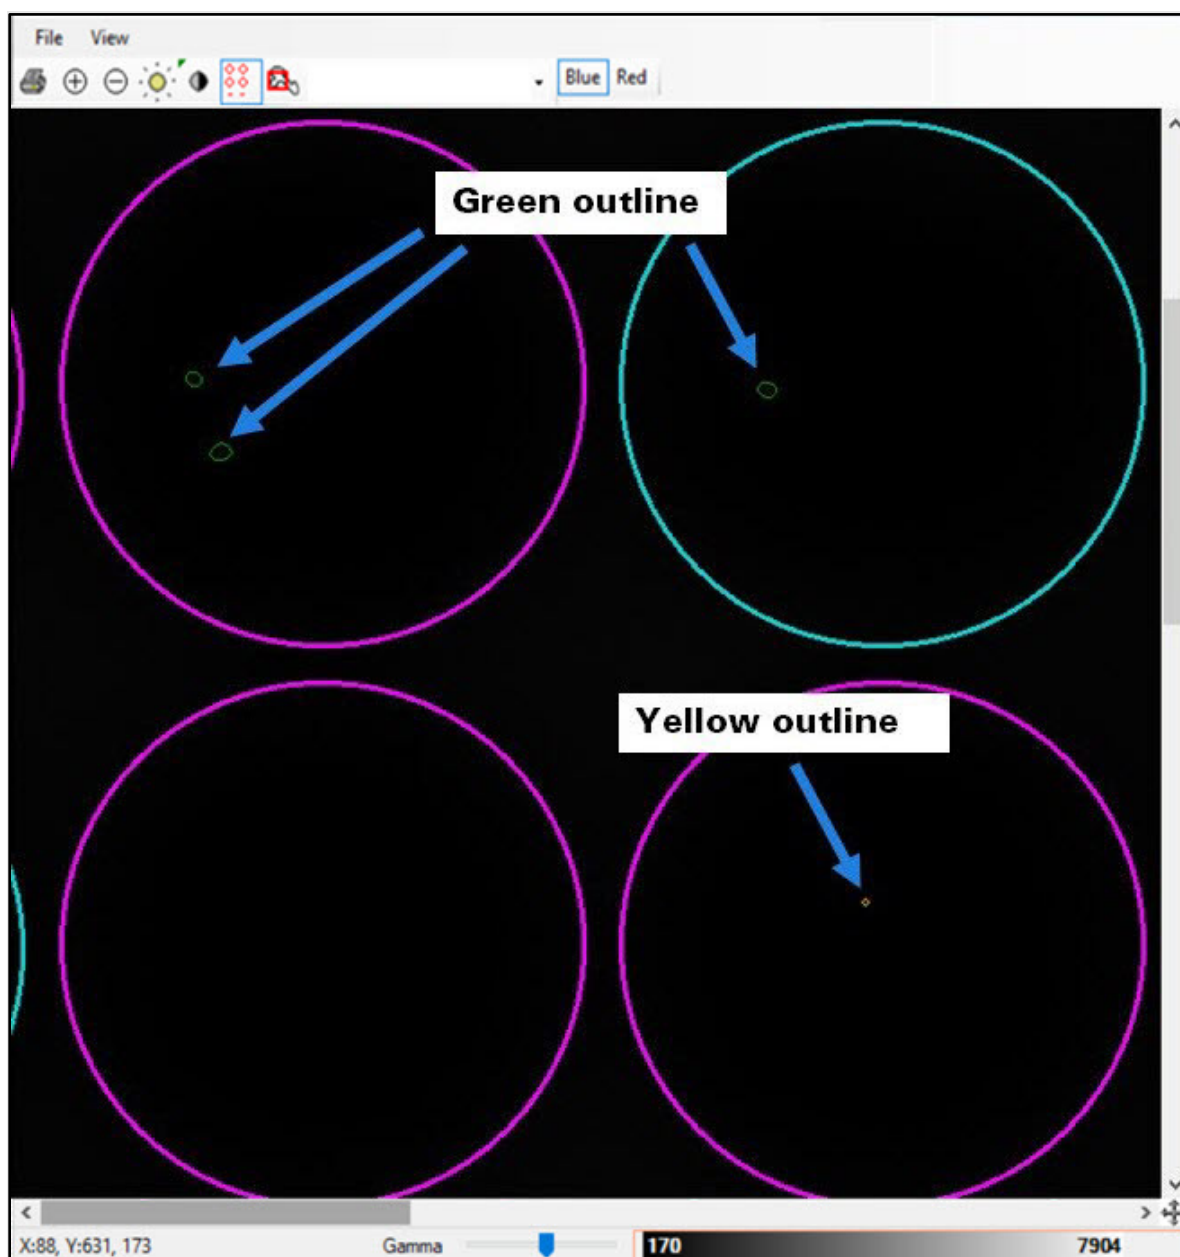 File View
Blue Red
Green outline
Yellow outline
X:88, Y:631, 173 Gamma 170 7904